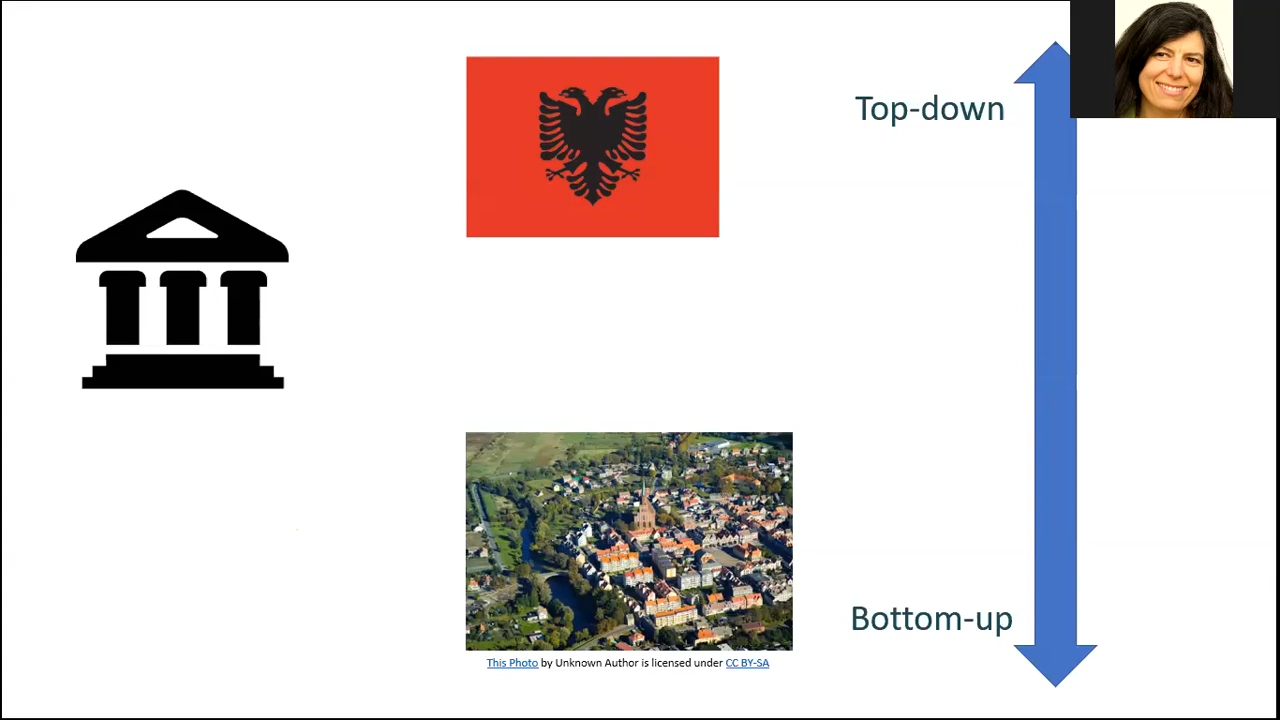 Top-down
Bottom-up
This Photo by Unknown Author is licensed under CC BY-SA